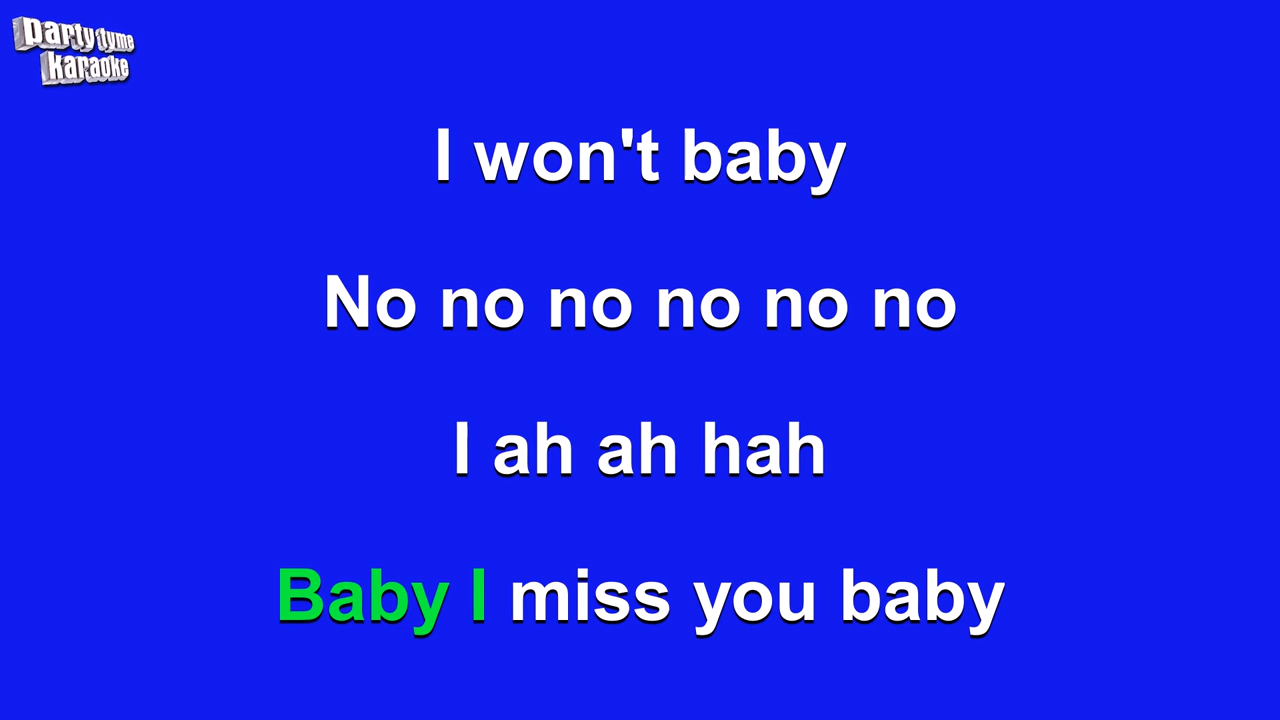 party tyme
karaoke
I won't baby
No no no no no no
I ah ah hah
Baby I miss you baby